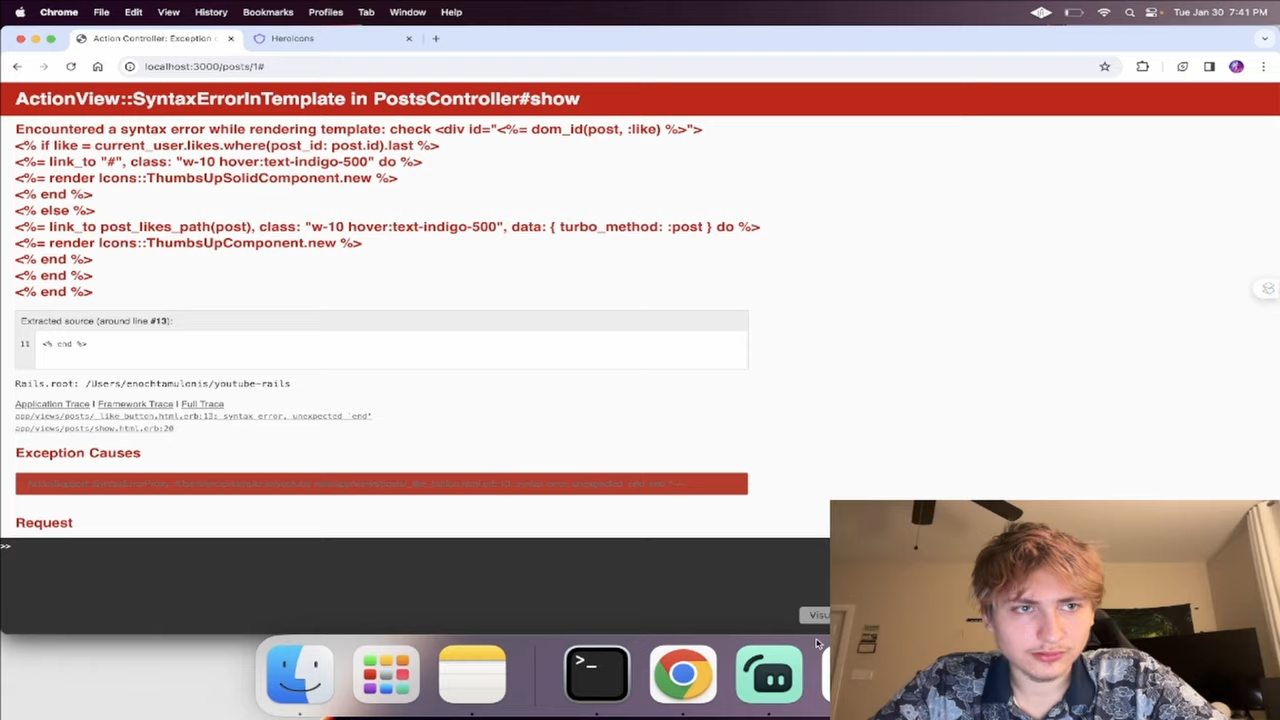 Chrome File Edit View History Bookmarks Profiles Tab Window Help Tue Jan 30 7:41 PM
Action Controller: Exception Heroicons
localhost:3000/posts/1#
ActionView::SyntaxErrorInTemplate in PostsController#show
Encountered a syntax error while rendering template: check <div id="<%= dom_id(post, :like) %>">
<% if like = current_user.likes.where(post_id: post.id).last %>
<%= link_to "#", class: "w-10 hover:text-indigo-500" do %>
<%= render Icons::ThumbsUpSolidComponent.new %>
<% end %>
<% else %>
<%= link_to post_likes_path(post), class: "w-10 hover:text-indigo-500", data: { turbo_method: :post } do %>
<%= render Icons::ThumbsUpComponent.new %>
<% end %>
<% end %>
<% end %>
Extracted source (around line #13):
11 <% end %>
Rails.root: /Users/enochtamulonis/youtube-rails
Application Trace | Framework Trace | Full Trace
app/views/posts/_like_button.html.erb:13: syntax error, unexpected `end'
app/views/posts/show.html.erb:20
Exception Causes
Request
>>
Visu
>_